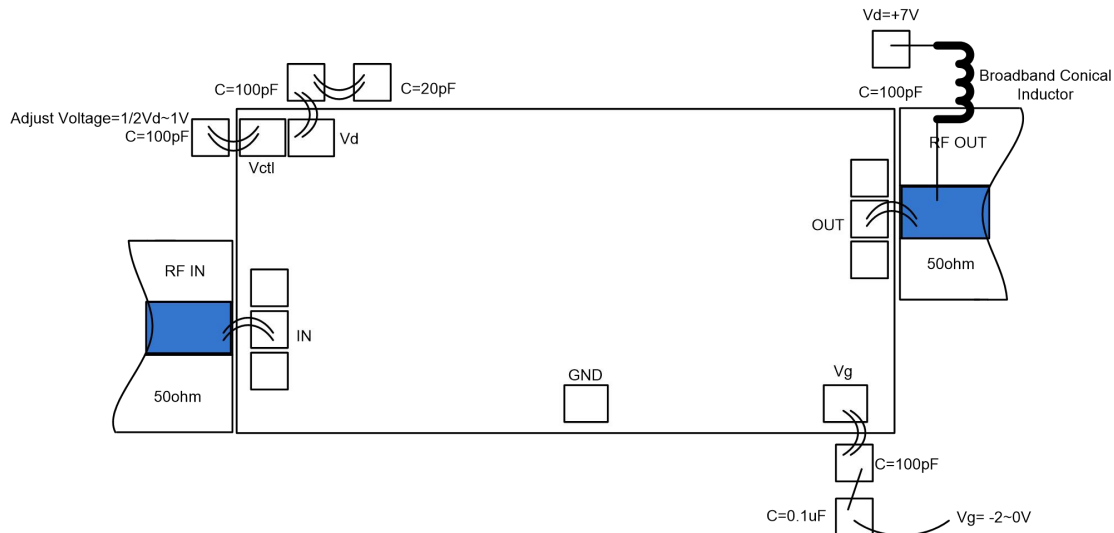 Vd=+7V
C=100pF
C=20pF
C=100pF
Broadband Conical
Inductor
Adjust Voltage=1/2Vd~1V
C=100pF
Vd
RF OUT
Vctl
OUT
50ohm
RF IN
IN
50ohm
GND
Vg
C=100pF
C=0.1uF
Vg= -2~0V